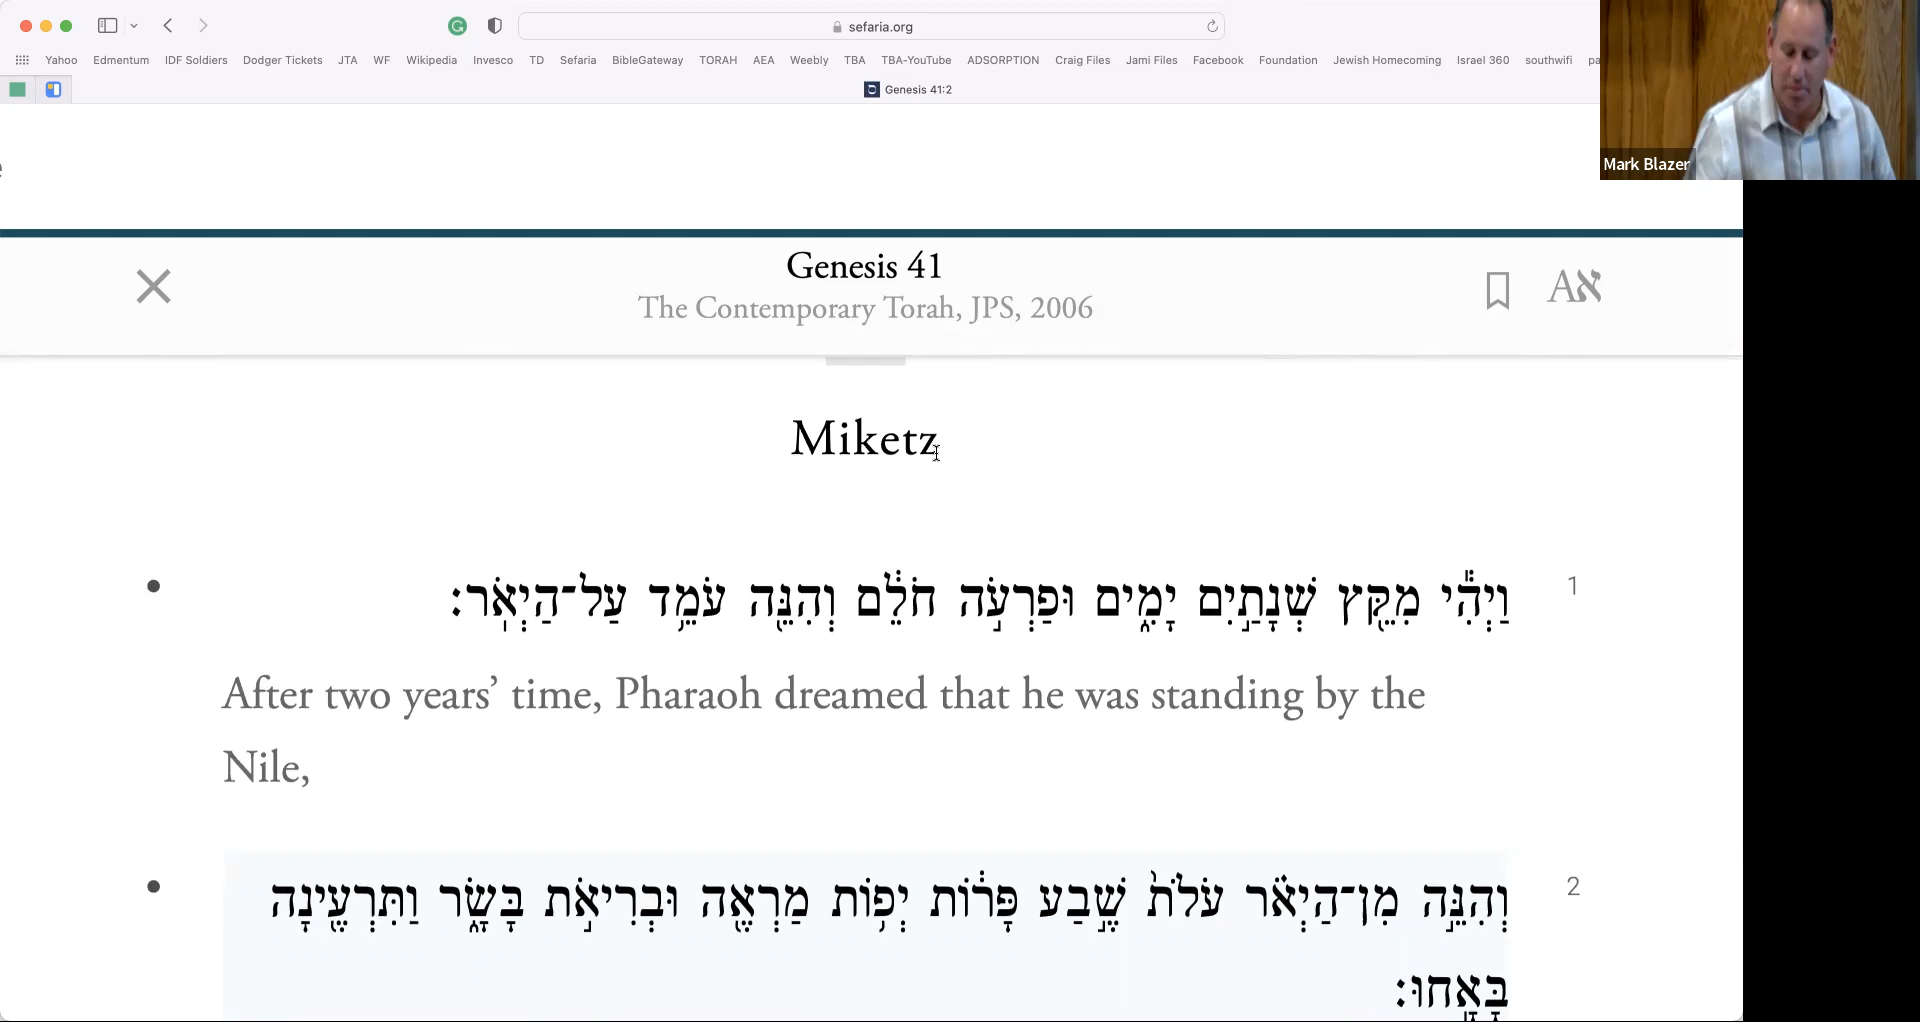 sefaria.org
Yahoo Edmentum IDF Soldiers Dodger Tickets JTA WF Wikipedia Invesco TD Sefaria BibleGateway TORAH AEA Weebly TBA TBA-YouTube ADSORPTION Craig Files Jami Files Facebook Foundation Jewish Homecoming Israel 360 southwifi pa
Genesis 41:2
Mark Blazer
e
Genesis 41
Aא
The Contemporary Torah, JPS, 2006
Miketz
1
וַיְהִ֕י מִקֵּ֖ץ שְׁנָתַ֣יִם יָמִ֑ים וּפַרְעֹ֣ה חֹלֵ֔ם וְהִנֵּ֖ה עֹמֵ֥ד עַל־הַיְאֹֽר׃
After two years’ time, Pharaoh dreamed that he was standing by the
Nile,
2
וְהִנֵּ֣ה מִן־הַיְאֹ֗ר עֹלֹת֙ שֶׁ֣בַע פָּר֔וֹת יְפ֥וֹת מַרְאֶ֖ה וּבְרִיאֹ֣ת בָּשָׂ֑ר וַתִּרְעֶ֖ינָה
בָּאָֽחוּ׃